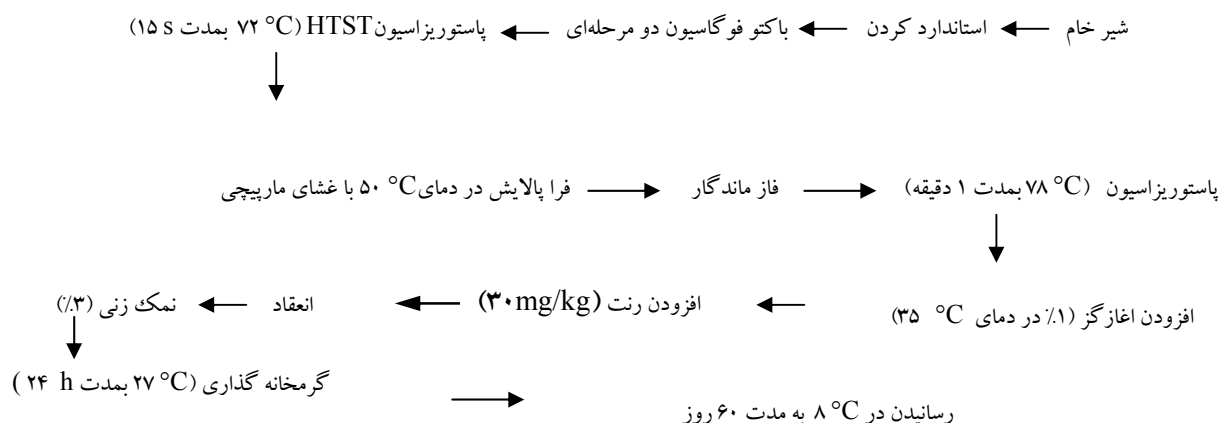 شیر خام استاندارد کردن باکتو فوگاسیون دو مرحله‌ای پاستوریزاسیون HTST (۷۲ °C بمدت ۱۵ s)
فرا پالایش در دمای ۵۰ °C با غشای مارپیچی فاز ماندگار پاستوریزاسیون (۷۸ °C بمدت ۱ دقیقه)
افزودن اغازگز (۱٪ در دمای ۳۵ °C) افزودن رنت (۳۰mg/kg) انعقاد نمک زنی (۳٪)
گرمخانه گذاری (۲۷ °C بمدت ۲۴ h )
رسانیدن در ۸ °C به مدت ۶۰ روز